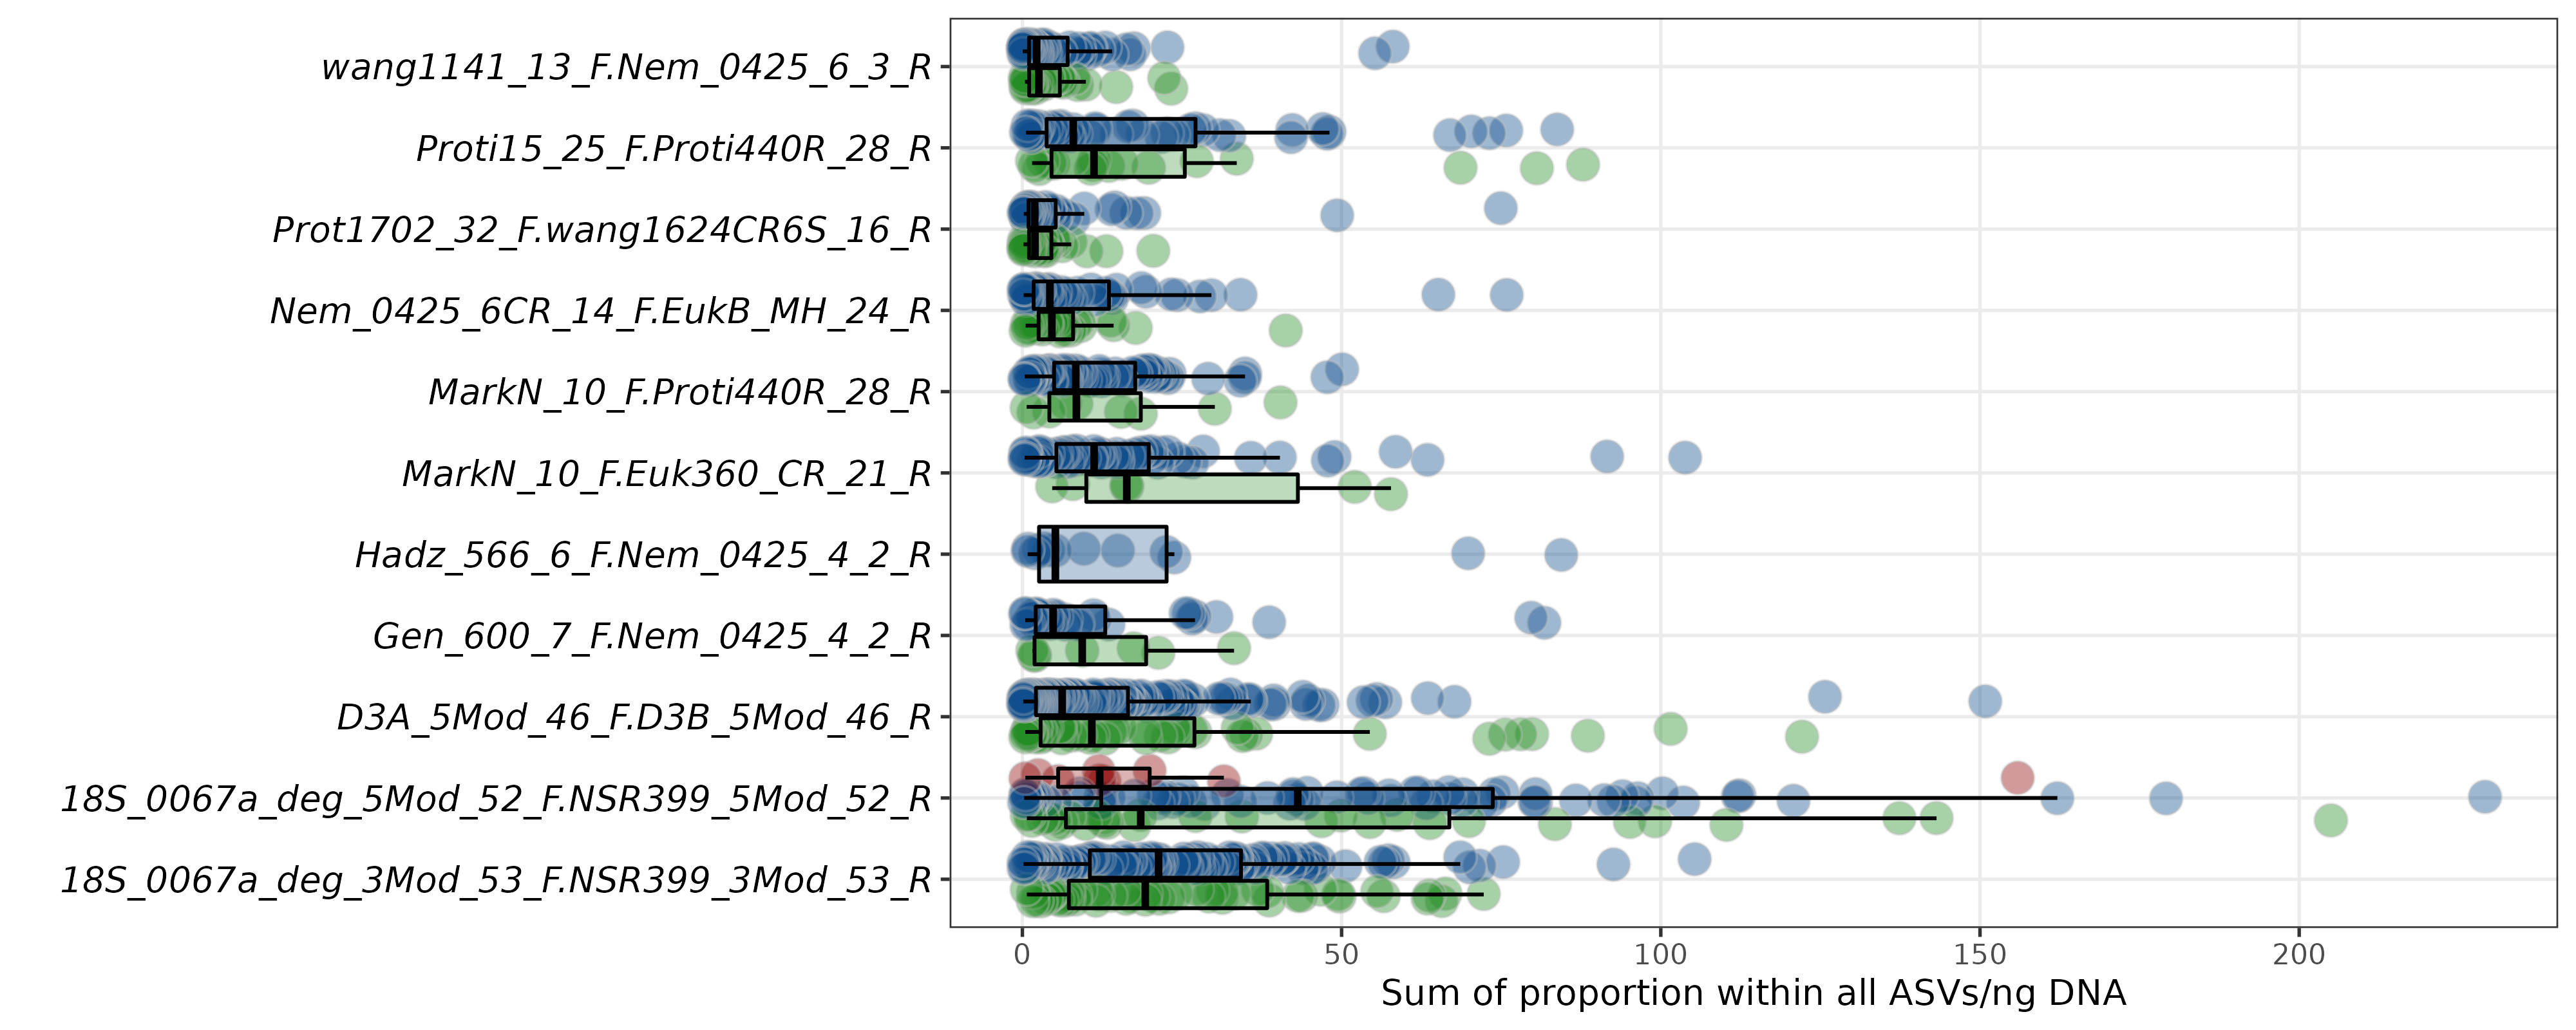 wang1141_13_F.Nem_0425_6_3_R
Proti15_25_F.Proti440R_28_R
Prot1702_32_F.wang1624CR6S_16_R
Nem_0425_6CR_14_F.EukB_MH_24_R
MarkN_10_F.Proti440R_28_R
MarkN_10_F.Euk360_CR_21_R
Hadz_566_6_F.Nem_0425_4_2_R
Gen_600_7_F.Nem_0425_4_2_R
D3A_5Mod_46_F.D3B_5Mod_46_R
18S_0067a_deg_5Mod_52_F.NSR399_5Mod_52_R
18S_0067a_deg_3Mod_53_F.NSR399_3Mod_53_R
0 50 100 150 200
Sum of proportion within all ASVs/ng DNA